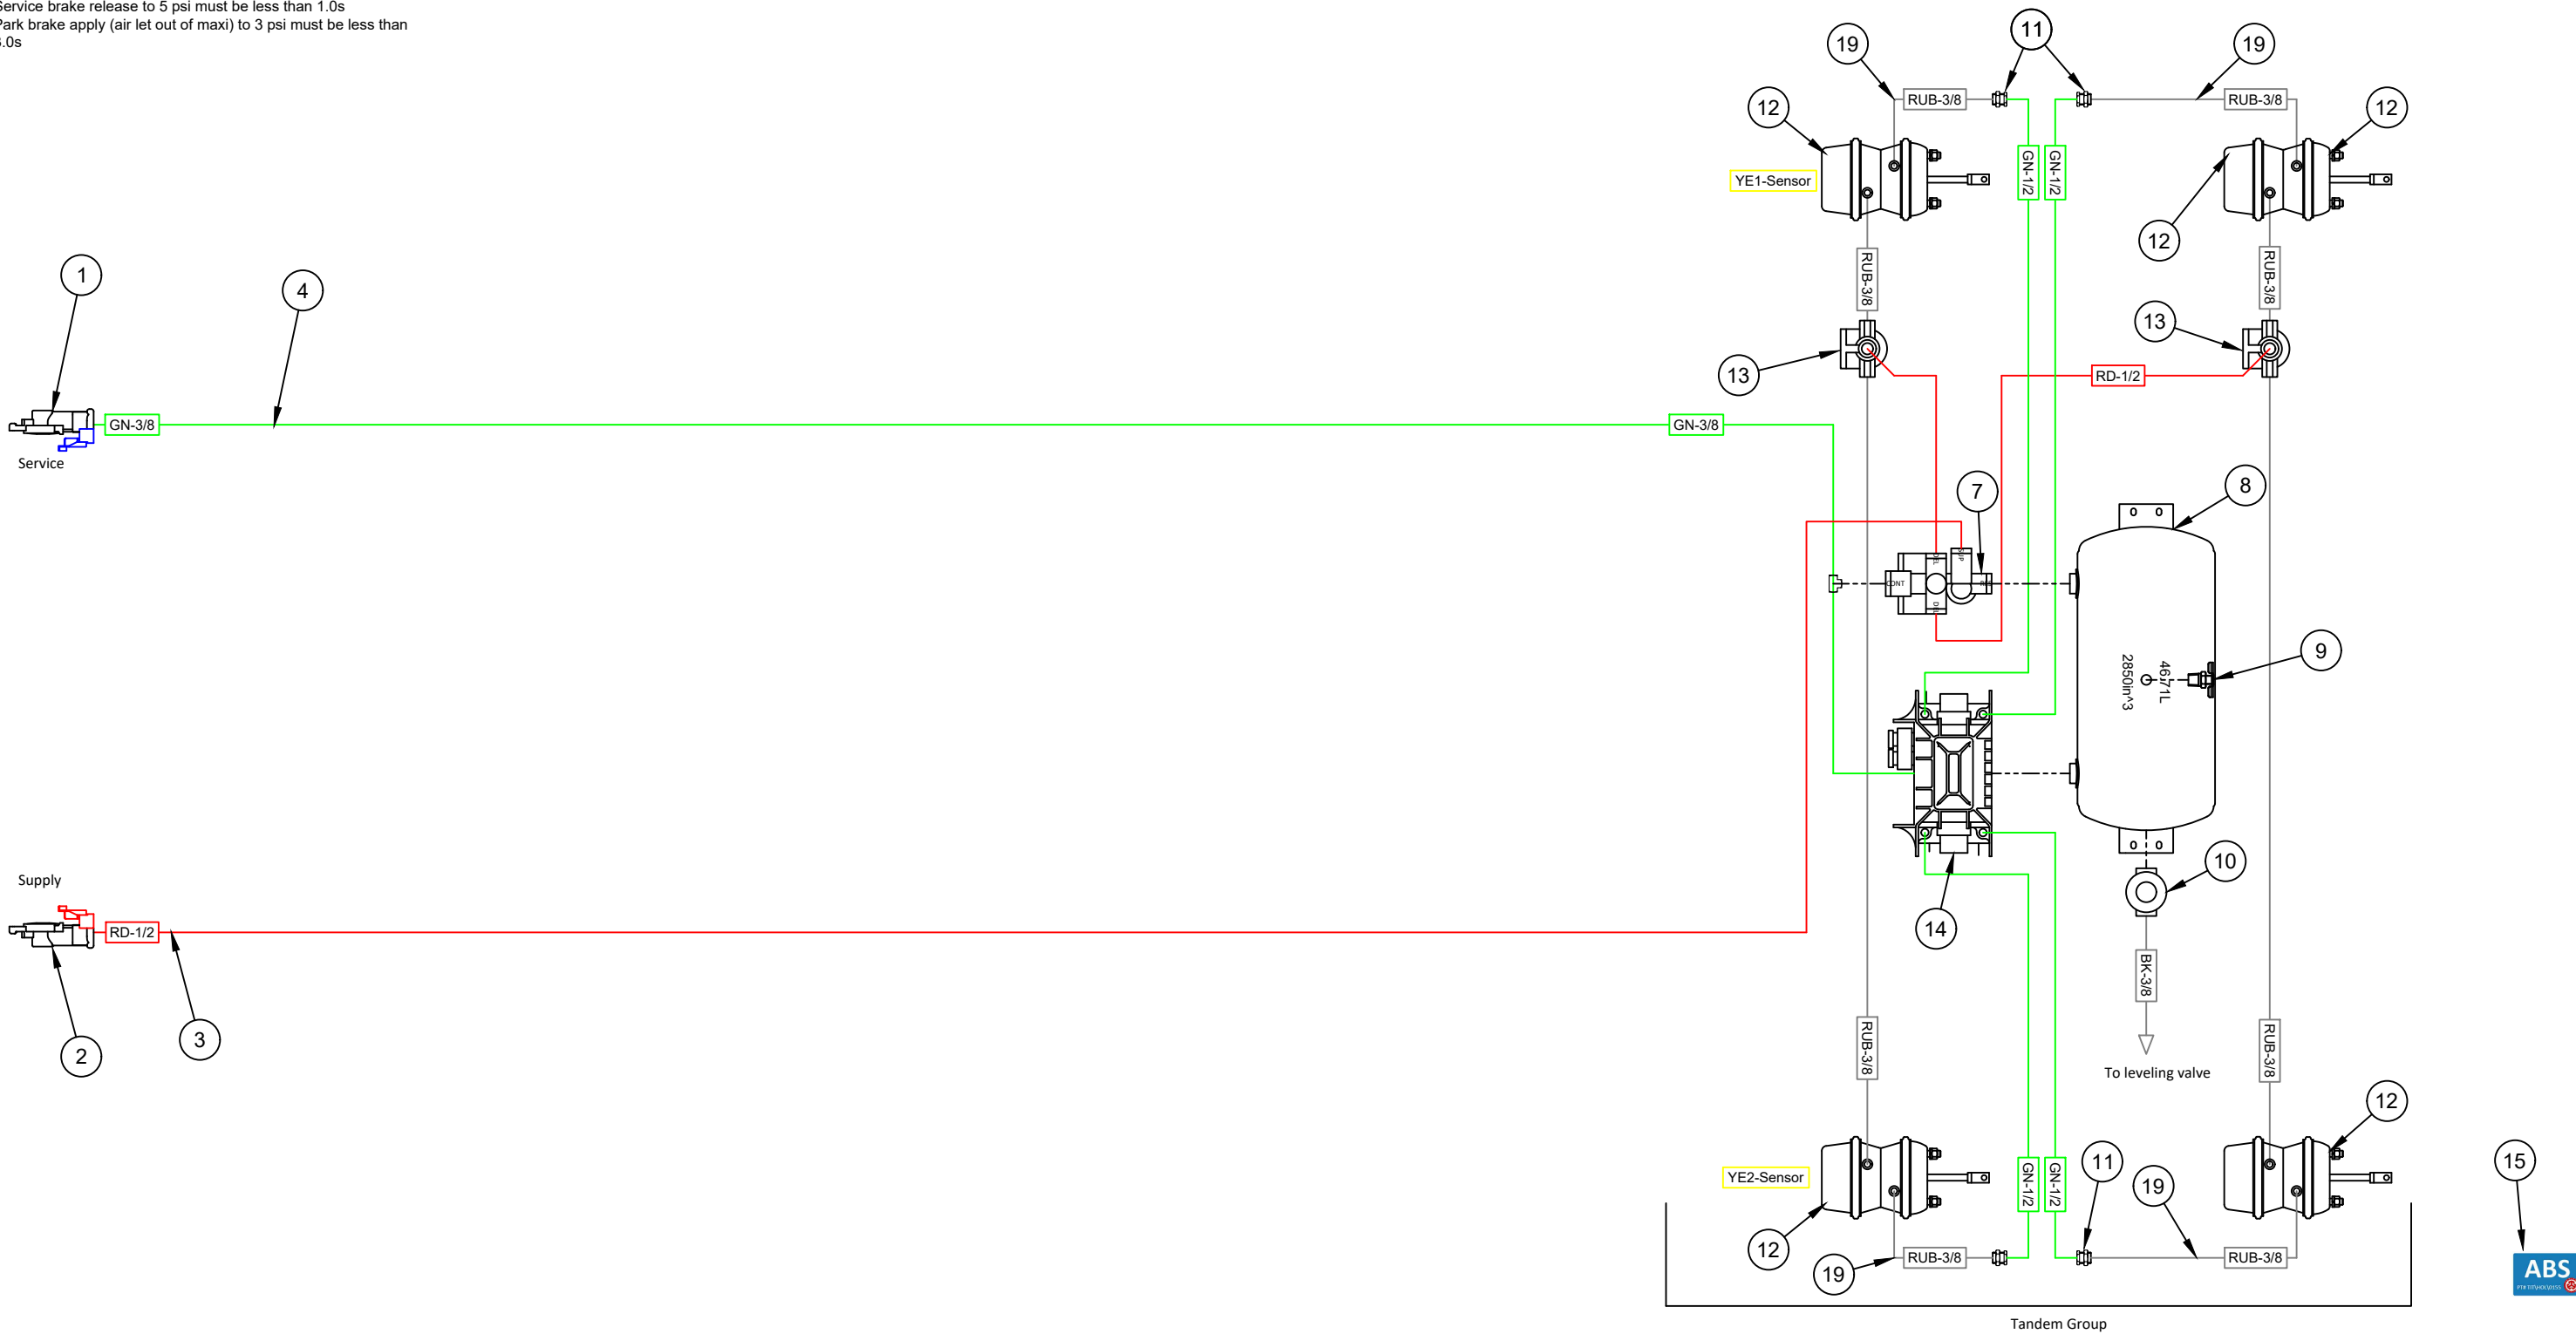 Service brake release to 5 psi must be less than 1.0s
Park brake apply (air let out of maxi) to 3 psi must be less than
.0s
19
11
19
RUB-3/8
RUB-3/8
12
12
GN-1/2
GN-1/2
YE1-Sensor
12
RUB-3/8
RUB-3/8
1
4
13
13
RD-1/2
GN-3/8
GN-3/8
Service
7
8
DEL
SUP
CONT
RES
DEL
9
46.71L
2850in^3
Supply
10
RD-1/2
14
BK-3/8
2
3
RUB-3/8
RUB-3/8
To leveling valve
12
YE2-Sensor
GN-1/2
GN-1/2
11
19
15
12
19
RUB-3/8
RUB-3/8
ABS
Tandem Group